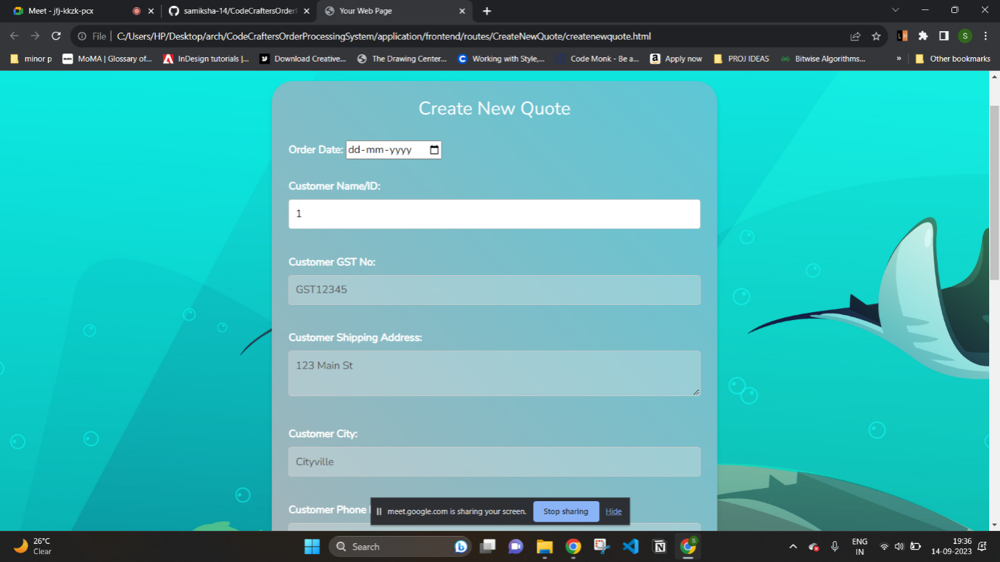 Meet - jfj-kkzk-pcx
samiksha-14/CodeCraftersOrderP
Your Web Page
File
C:/Users/HP/Desktop/arch/CodeCraftersOrderProcessingSystem/application/frontend/routes/CreateNewQuote/createnewquote.html
S
minor p
MoMA | Glossary of...
InDesign tutorials |...
Download Creative...
The Drawing Center...
Working with Style,...
Code Monk - Be a...
Apply now
PROJ IDEAS
Bitwise Algorithms...
»
Other bookmarks
Create New Quote
Order Date: dd-mm-yyyy
Customer Name/ID:
1
Customer GST No:
GST12345
Customer Shipping Address:
123 Main St
Customer City:
Cityville
Customer Phone
meet.google.com is sharing your screen.
Stop sharing
Hide
26°C
Clear
Search
ENG
IN
19:36
14-09-2023